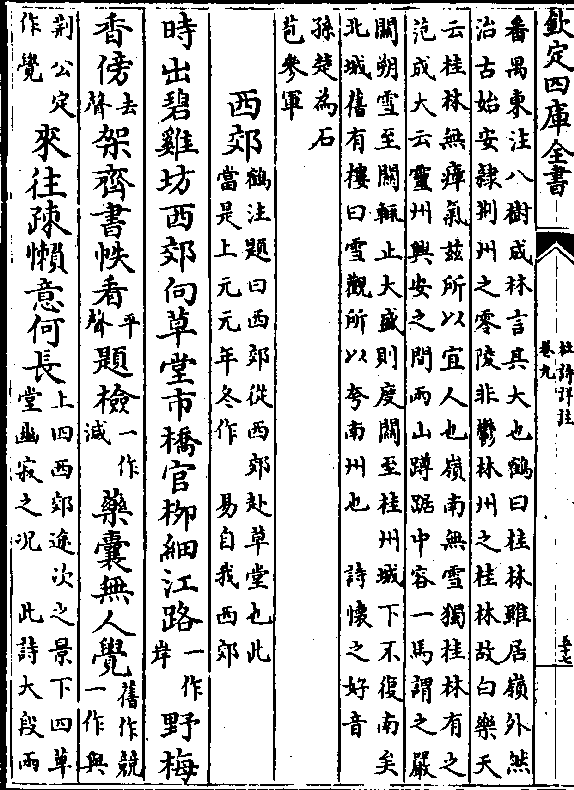 欽定四庫全書
杜詩詳註
卷九
番禺東注八樹成林言其大也鶴曰桂林雖居嶺外然
治古始安隸荆州之零陵非鬱林州之桂林故白樂天
云桂林無瘴氣兹所以宜人也嶺南無雪獨桂林有之
范成大云靈州興安之間兩山蹲踞中容一馬謂之嚴
關朔雪至關輒止大盛則度關至桂州城下不復南矣
北城舊有樓曰雪觀所以夸南州也　詩懷之好音
孫楚為石
苞參軍
西郊
鶴注題曰西郊從西郊赴草堂也此
當是上元元年冬作　易自我西郊
時出碧雞坊西郊向草堂市橋官柳細江路
一作
岸
野梅
香傍
去
聲
架齊書帙看
平
聲
題檢
一作
減
藥囊無人覺
舊作競
一作與
荆公定
作覺
來往疎懶意何長
上四西郊途次之景下四草
堂幽寂之况　此詩大段兩